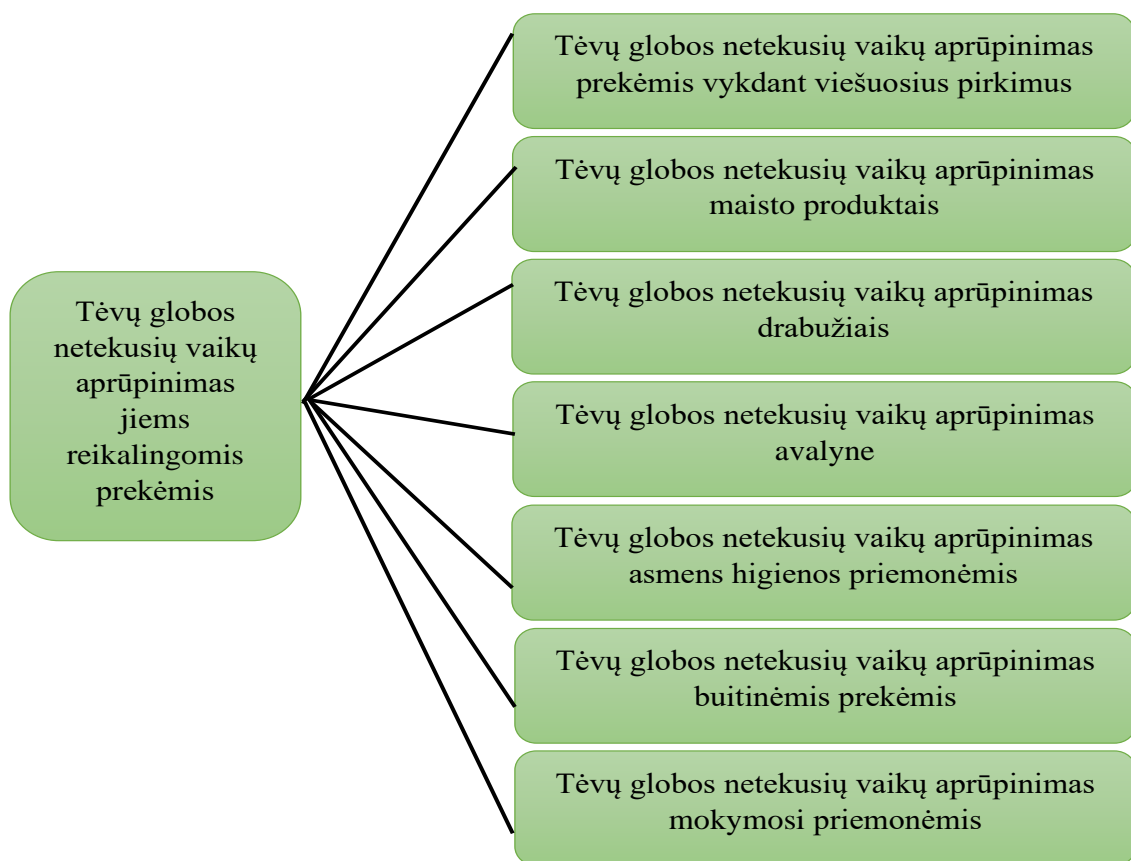 Tėvų globos
netekusių vaikų
aprūpinimas
jiems
reikalingomis
prekėmis
Tėvų globos netekusių vaikų aprūpinimas
prekėmis vykdant viešuosius pirkimus
Tėvų globos netekusių vaikų aprūpinimas
maisto produktais
Tėvų globos netekusių vaikų aprūpinimas
drabužiais
Tėvų globos netekusių vaikų aprūpinimas
avalyne
Tėvų globos netekusių vaikų aprūpinimas
asmens higienos priemonėmis
Tėvų globos netekusių vaikų aprūpinimas
buitinėmis prekėmis
Tėvų globos netekusių vaikų aprūpinimas
mokymosi priemonėmis